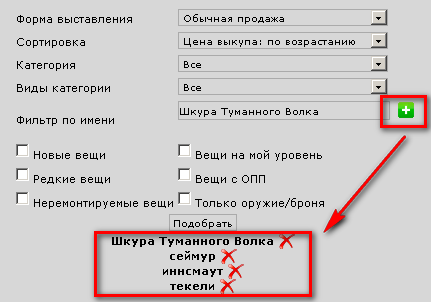 Форма выставления Обычная продажа
Сортировка Цена выкупа: по возрастанию
Категория Все
Виды категории Все
Фильтр по имени Шкура Туманного Волка
Новые вещи Вещи на мой уровень
Редкие вещи Вещи с ОПП
Неремонтируемые вещи Только оружие/броня
Подобрать
Шкура Туманного Волка
сеймур
иннсмаут
текели